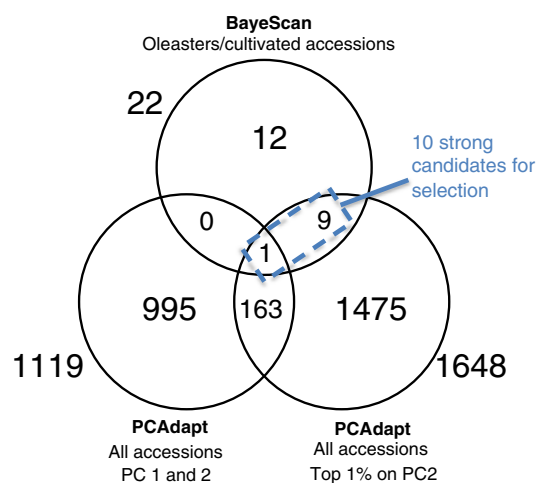 BayeScan
Oleasters/cultivated accessions
22
12
10 strong
candidates for
selection
0
9
1
995
163
1475
1119
1648
PCAdapt
All accessions
PC 1 and 2
PCAdapt
All accessions
Top 1% on PC2